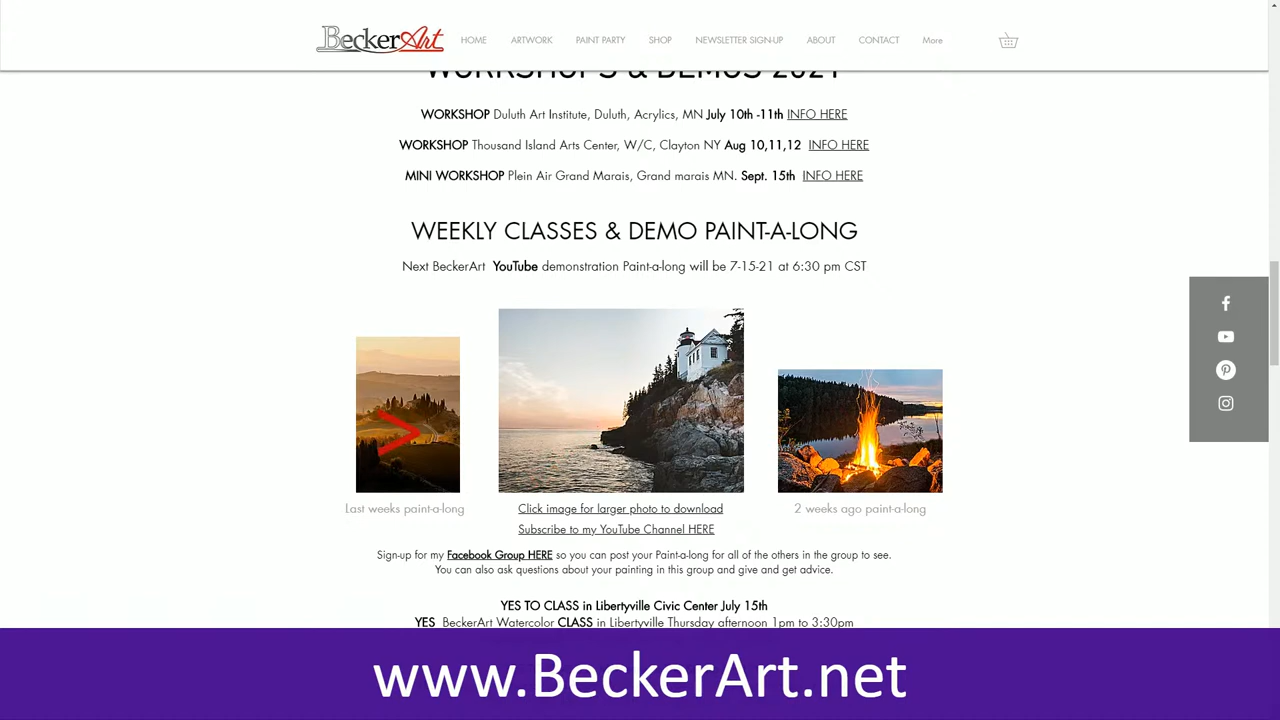 BeckerArt HOME ARTWORK PAINT PARTY SHOP NEWSLETTER SIGN-UP ABOUT CONTACT More
WORKSHOPS & DEMOS 2021
WORKSHOP Duluth Art Institute, Duluth, Acrylics, MN July 10th -11th INFO HERE
WORKSHOP Thousand Island Arts Center, W/C, Clayton NY Aug 10,11,12 INFO HERE
MINI WORKSHOP Plein Air Grand Marais, Grand marais MN. Sept. 15th INFO HERE
WEEKLY CLASSES & DEMO PAINT-A-LONG
Next BeckerArt YouTube demonstration Paint-a-long will be 7-15-21 at 6:30 pm CST
Last weeks paint-a-long
Click image for larger photo to download
2 weeks ago paint-a-long
Subscribe to my YouTube Channel HERE
Sign-up for my Facebook Group HERE so you can post your Paint-a-long for all of the others in the group to see.
You can also ask questions about your painting in this group and give and get advice.
YES TO CLASS in Libertyville Civic Center July 15th
YES BeckerArt Watercolor CLASS in Libertyville Thursday afternoon 1pm to 3:30pm
www.BeckerArt.net